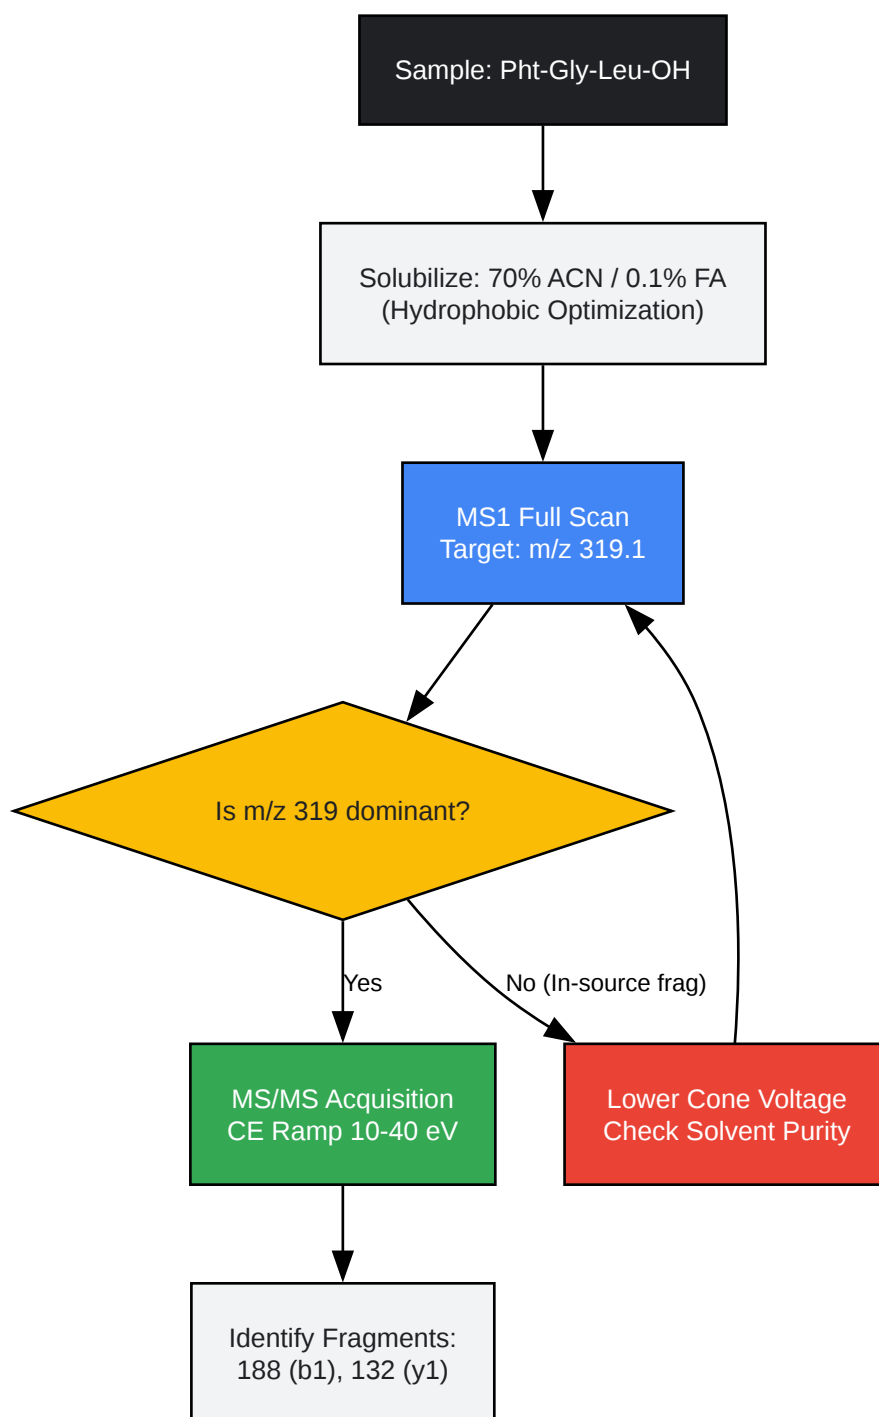 Sample: Pht-Gly-Leu-OH
Solubilize: 70% ACN / 0.1% FA
(Hydrophobic Optimization)
MS1 Full Scan
Target: m/z 319.1
Is m/z 319 dominant?
Yes
No (In-source frag)
MS/MS Acquisition
CE Ramp 10-40 eV
Lower Cone Voltage
Check Solvent Purity
Identify Fragments:
188 (b1), 132 (y1)